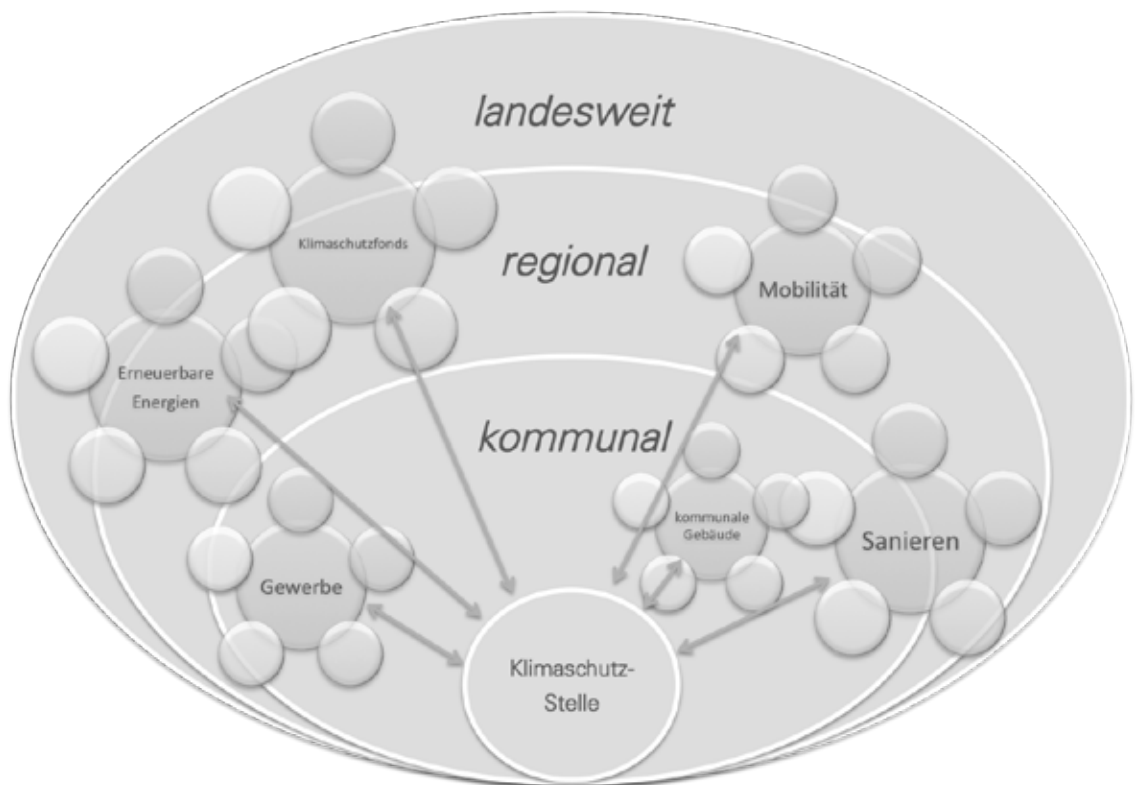 landesweit
Klimaschutzfonds
regional
Mobilität
Erneuerbare
Energien
kommunal
kommunale
Gebäude
Sanieren
Gewerbe
Klimaschutz-
Stelle